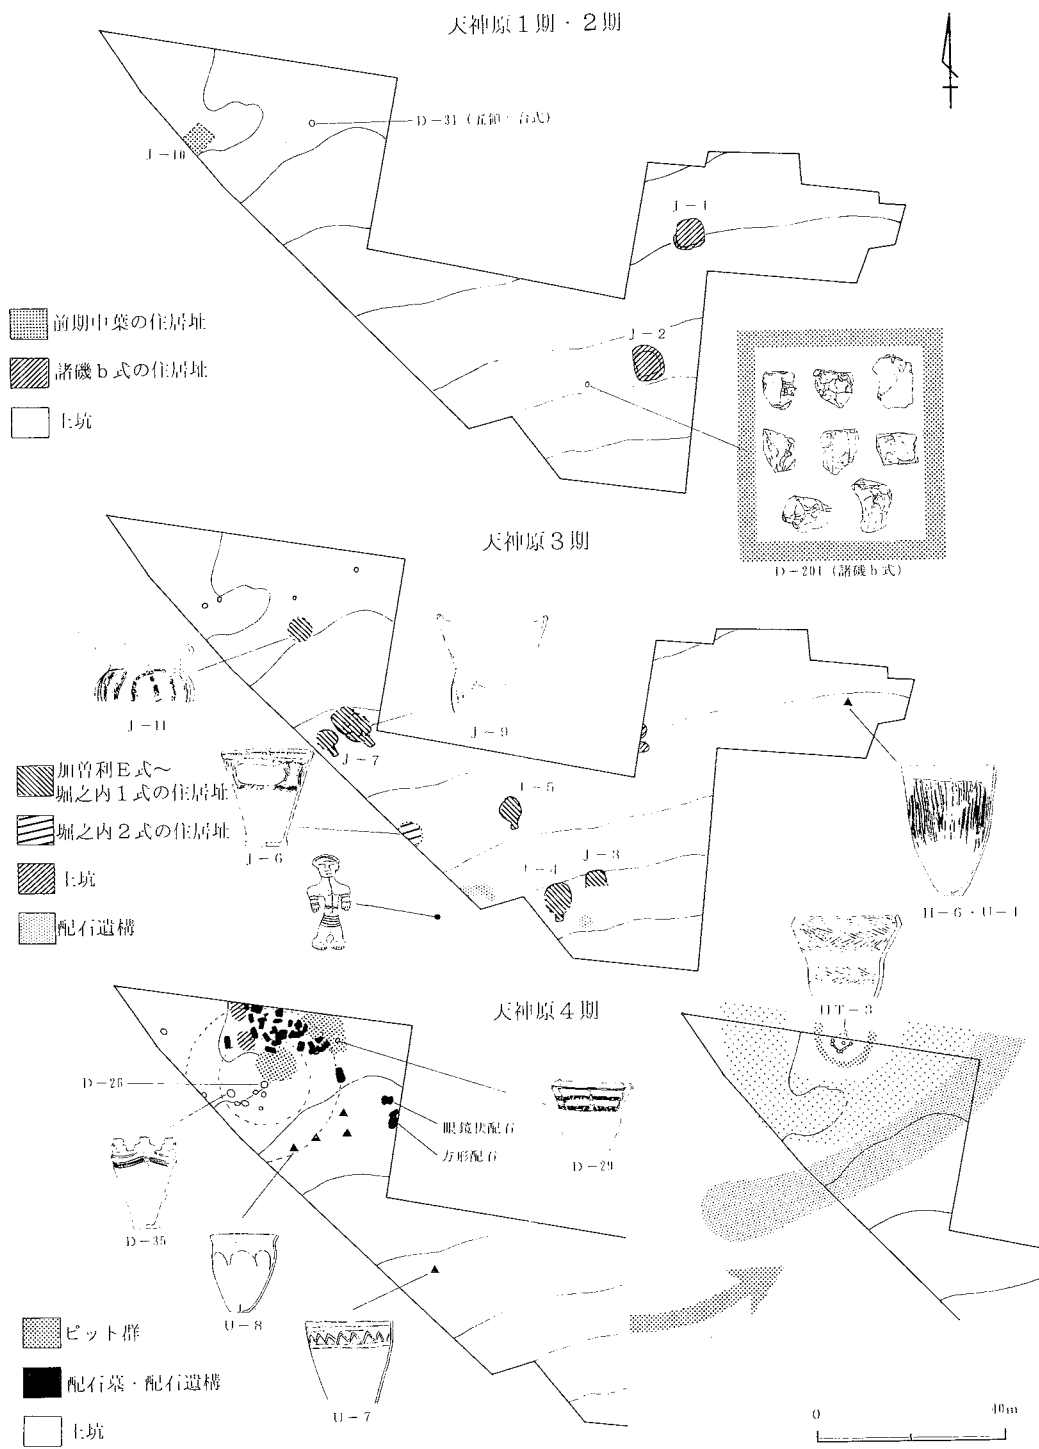 天神原1期・2期
D-31
J-10
J-1
J-2
前期中葉の住居址
諸磯b式の住居址
土坑
D-201(諸磯b式)
天神原3期
J-11
J-9
J-7
加曽利E式～
堀之内1式の住居址
堀之内2式の住居址
土坑
配石遺構
J-6
J-5
J-3
J-4
H-6・U-1
天神原4期
HT-3
D-26
眼鏡状配石
方形配石
D-29
D-35
U-8
U-7
ピット群
配石墓・配石遺構
土坑
0
40m